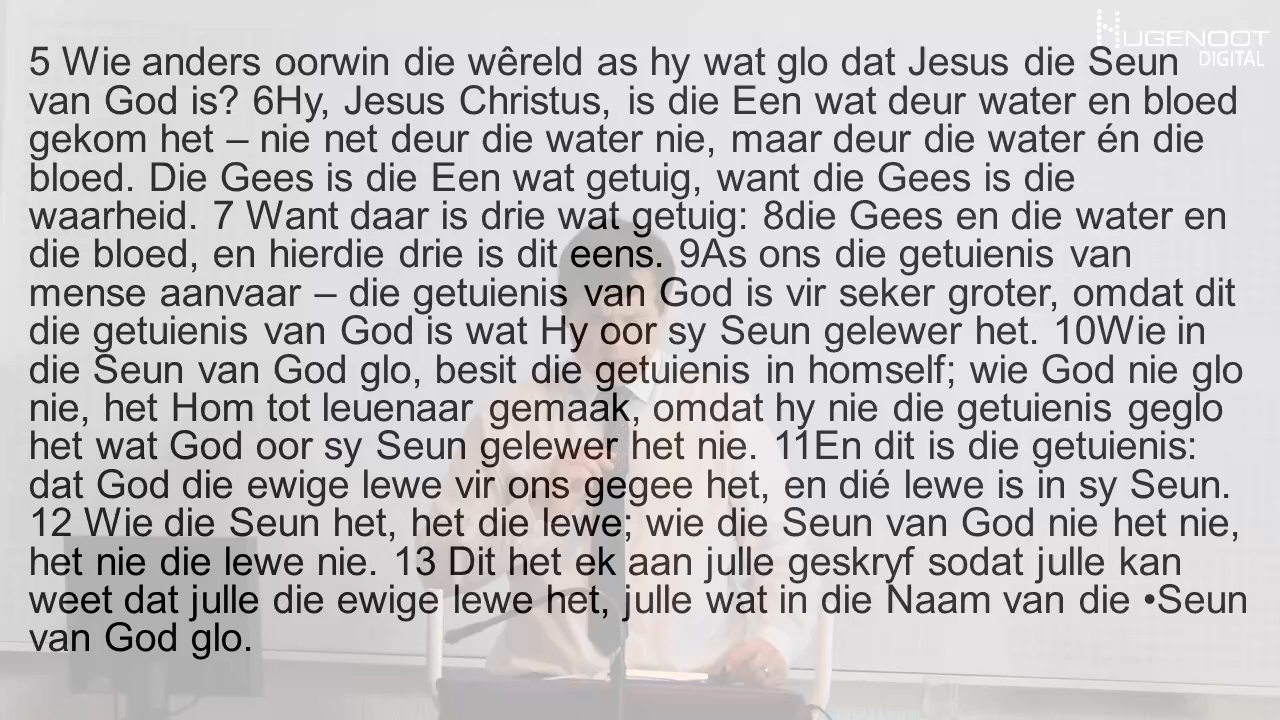 HUGENOOT
DIGITAL
5 Wie anders oorwin die wêreld as hy wat glo dat Jesus die Seun
van God is? 6Hy, Jesus Christus, is die Een wat deur water en bloed
gekom het – nie net deur die water nie, maar deur die water én die
bloed. Die Gees is die Een wat getuig, want die Gees is die
waarheid. 7 Want daar is drie wat getuig: 8die Gees en die water en
die bloed, en hierdie drie is dit eens. 9As ons die getuienis van
mense aanvaar – die getuienis van God is vir seker groter, omdat dit
die getuienis van God is wat Hy oor sy Seun gelewer het. 10Wie in
die Seun van God glo, besit die getuienis in homself; wie God nie glo
nie, het Hom tot leuenaar gemaak, omdat hy nie die getuienis geglo
het wat God oor sy Seun gelewer het nie. 11En dit is die getuienis:
dat God die ewige lewe vir ons gegee het, en dié lewe is in sy Seun.
12 Wie die Seun het, het die lewe; wie die Seun van God nie het nie,
het nie die lewe nie. 13 Dit het ek aan julle geskryf sodat julle kan
weet dat julle die ewige lewe het, julle wat in die Naam van die •Seun
van God glo.